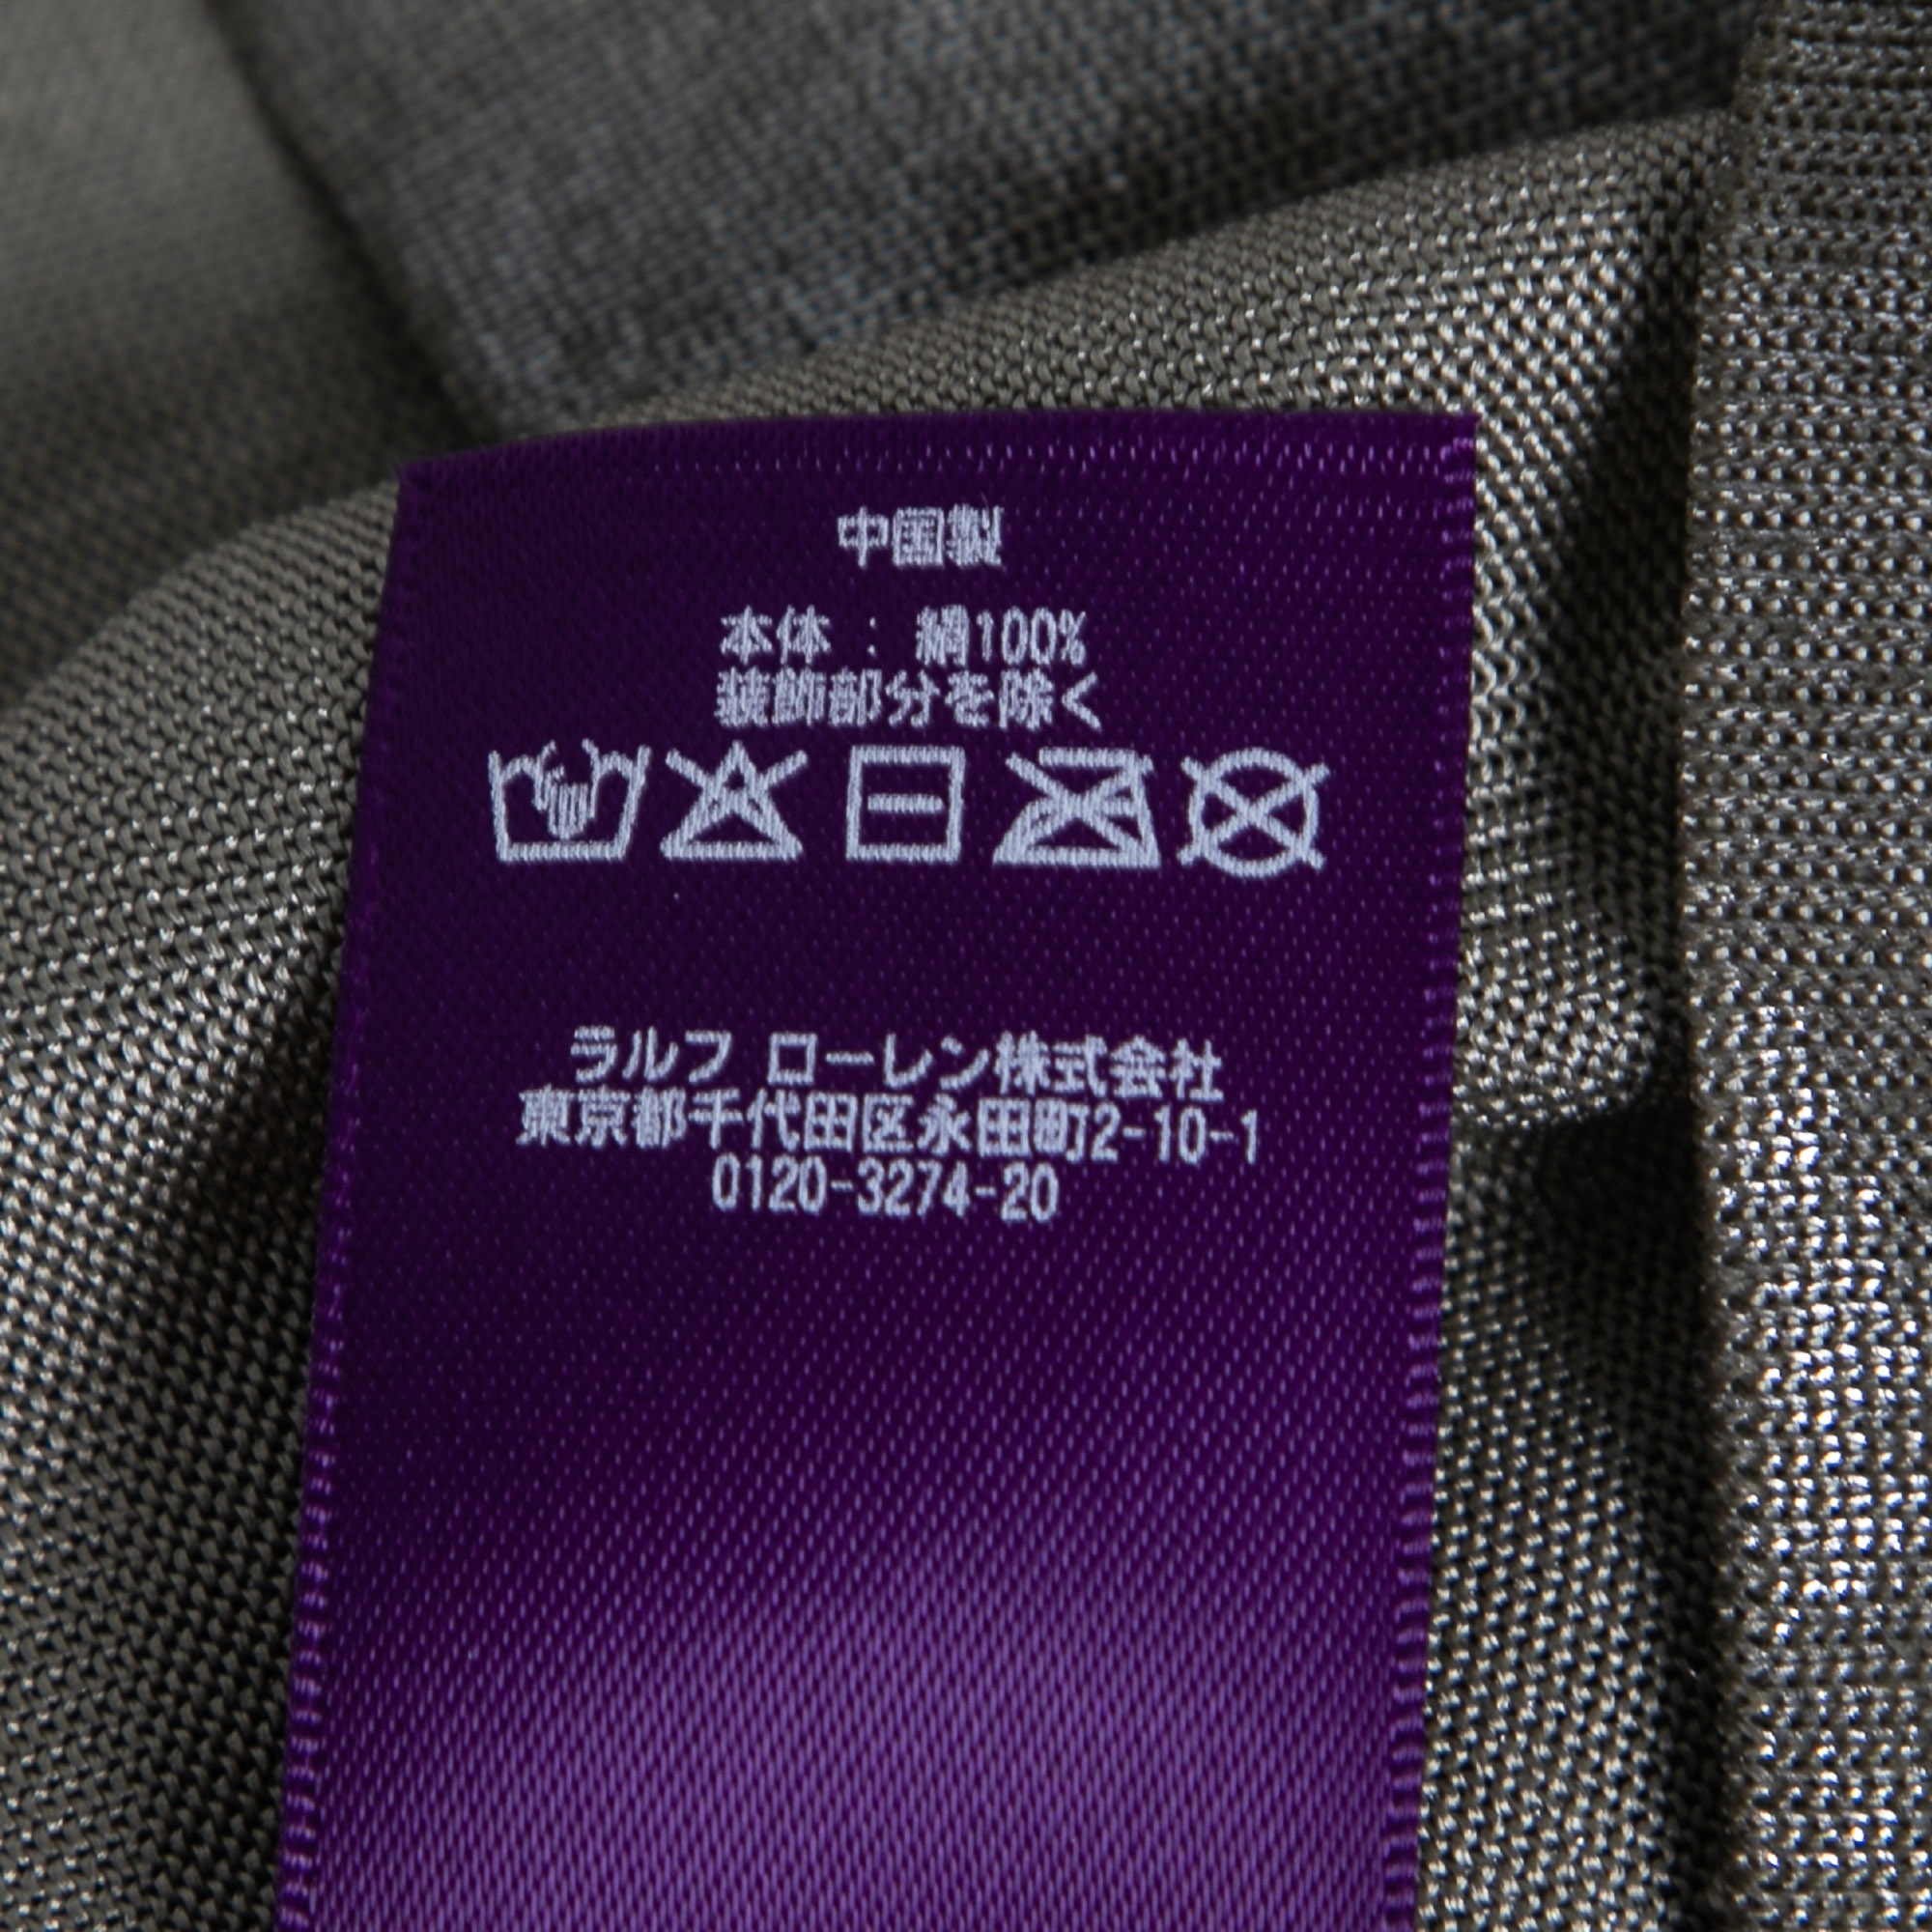 中国製
本体 : 絹100%
装飾部分を除く
ラルフ ローレン株式会社
東京都千代田区永田町2-10-1
0120-3274-20